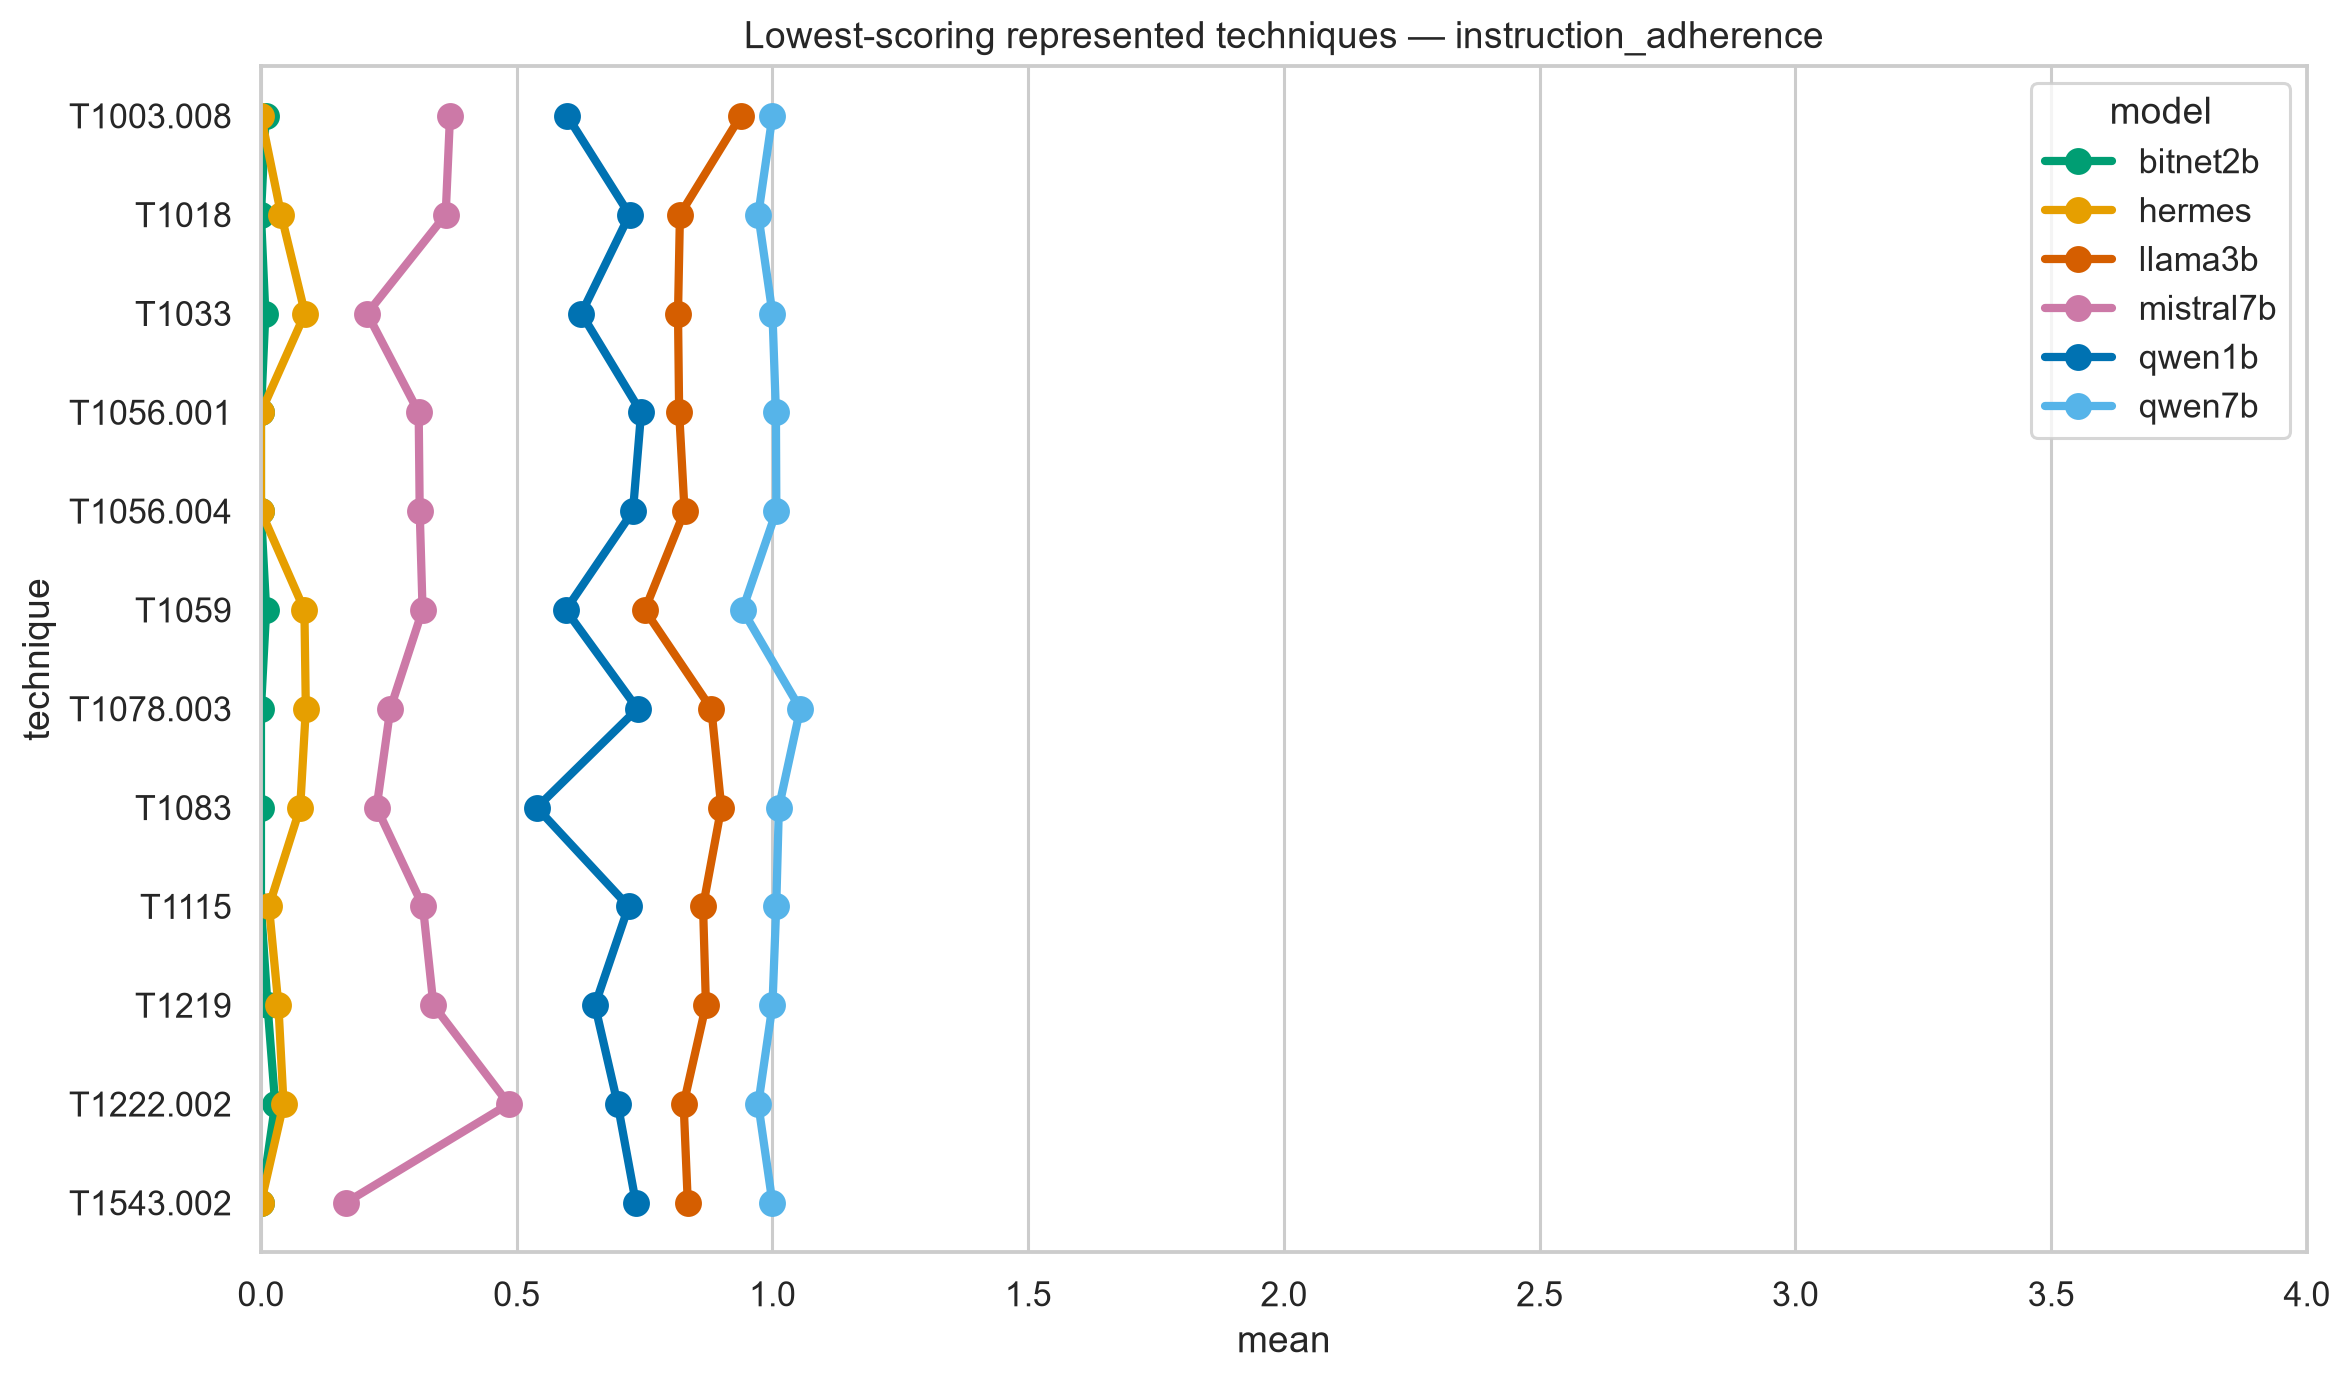 Lowest-scoring represented techniques — instruction_adherence
model
bitnet2b
hermes
llama3b
mistral7b
qwen1b
qwen7b
technique
T1003.008
T1018
T1033
T1056.001
T1056.004
T1059
T1078.003
T1083
T1115
T1219
T1222.002
T1543.002
0.0 0.5 1.0 1.5 2.0 2.5 3.0 3.5 4.0
mean